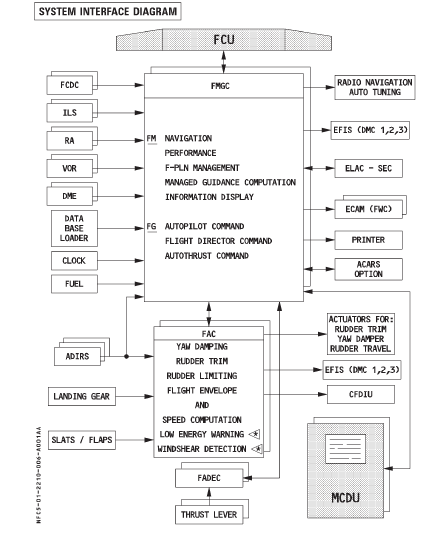 SYSTEM INTERFACE DIAGRAM
FCU
FCDC
ILS
RA
VOR
DME
DATA
BASE
LOADER
CLOCK
FUEL
ADIRS
LANDING GEAR
SLATS / FLAPS
FMGC
FM NAVIGATION
PERFORMANCE
F-PLN MANAGEMENT
MANAGED GUIDANCE COMPUTATION
INFORMATION DISPLAY
FG AUTOPILOT COMMAND
FLIGHT DIRECTOR COMMAND
AUTOTHRUST COMMAND
RADIO NAVIGATION
AUTO TUNING
EFIS (DMC 1,2,3)
ELAC - SEC
ECAM (FWC)
PRINTER
ACARS
OPTION
FAC
YAW DAMPING
RUDDER TRIM
RUDDER LIMITING
FLIGHT ENVELOPE
AND
SPEED COMPUTATION
LOW ENERGY WARNING
WINDSHEAR DETECTION
ACTUATORS FOR:
RUDDER TRIM
YAW DAMPER
RUDDER TRAVEL
EFIS (DMC 1,2,3)
CFDIU
FADEC
THRUST LEVER
MCDU
NFC5-01-2210-006-A001AA